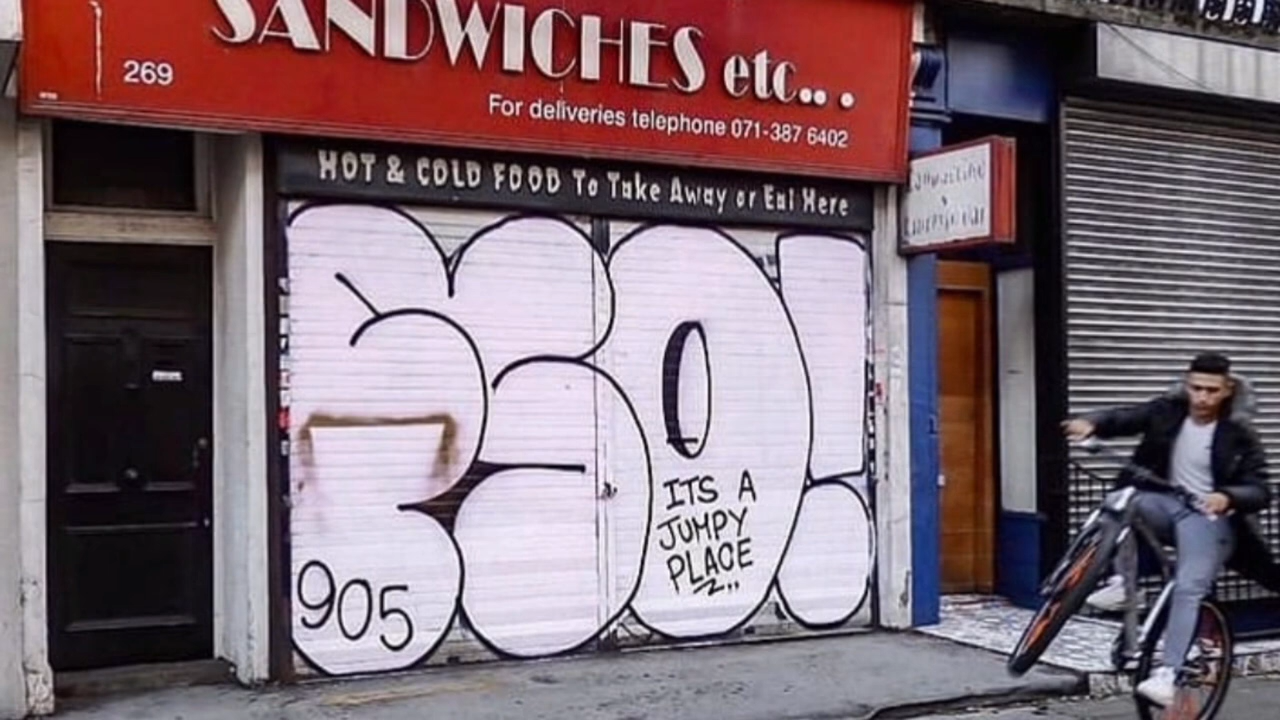 SANDWICHES etc...
269
For deliveries telephone 071-387 6402
HOT & COLD FOOD To Take Away or Eat Here
ITS A
JUMPY
PLACE
905